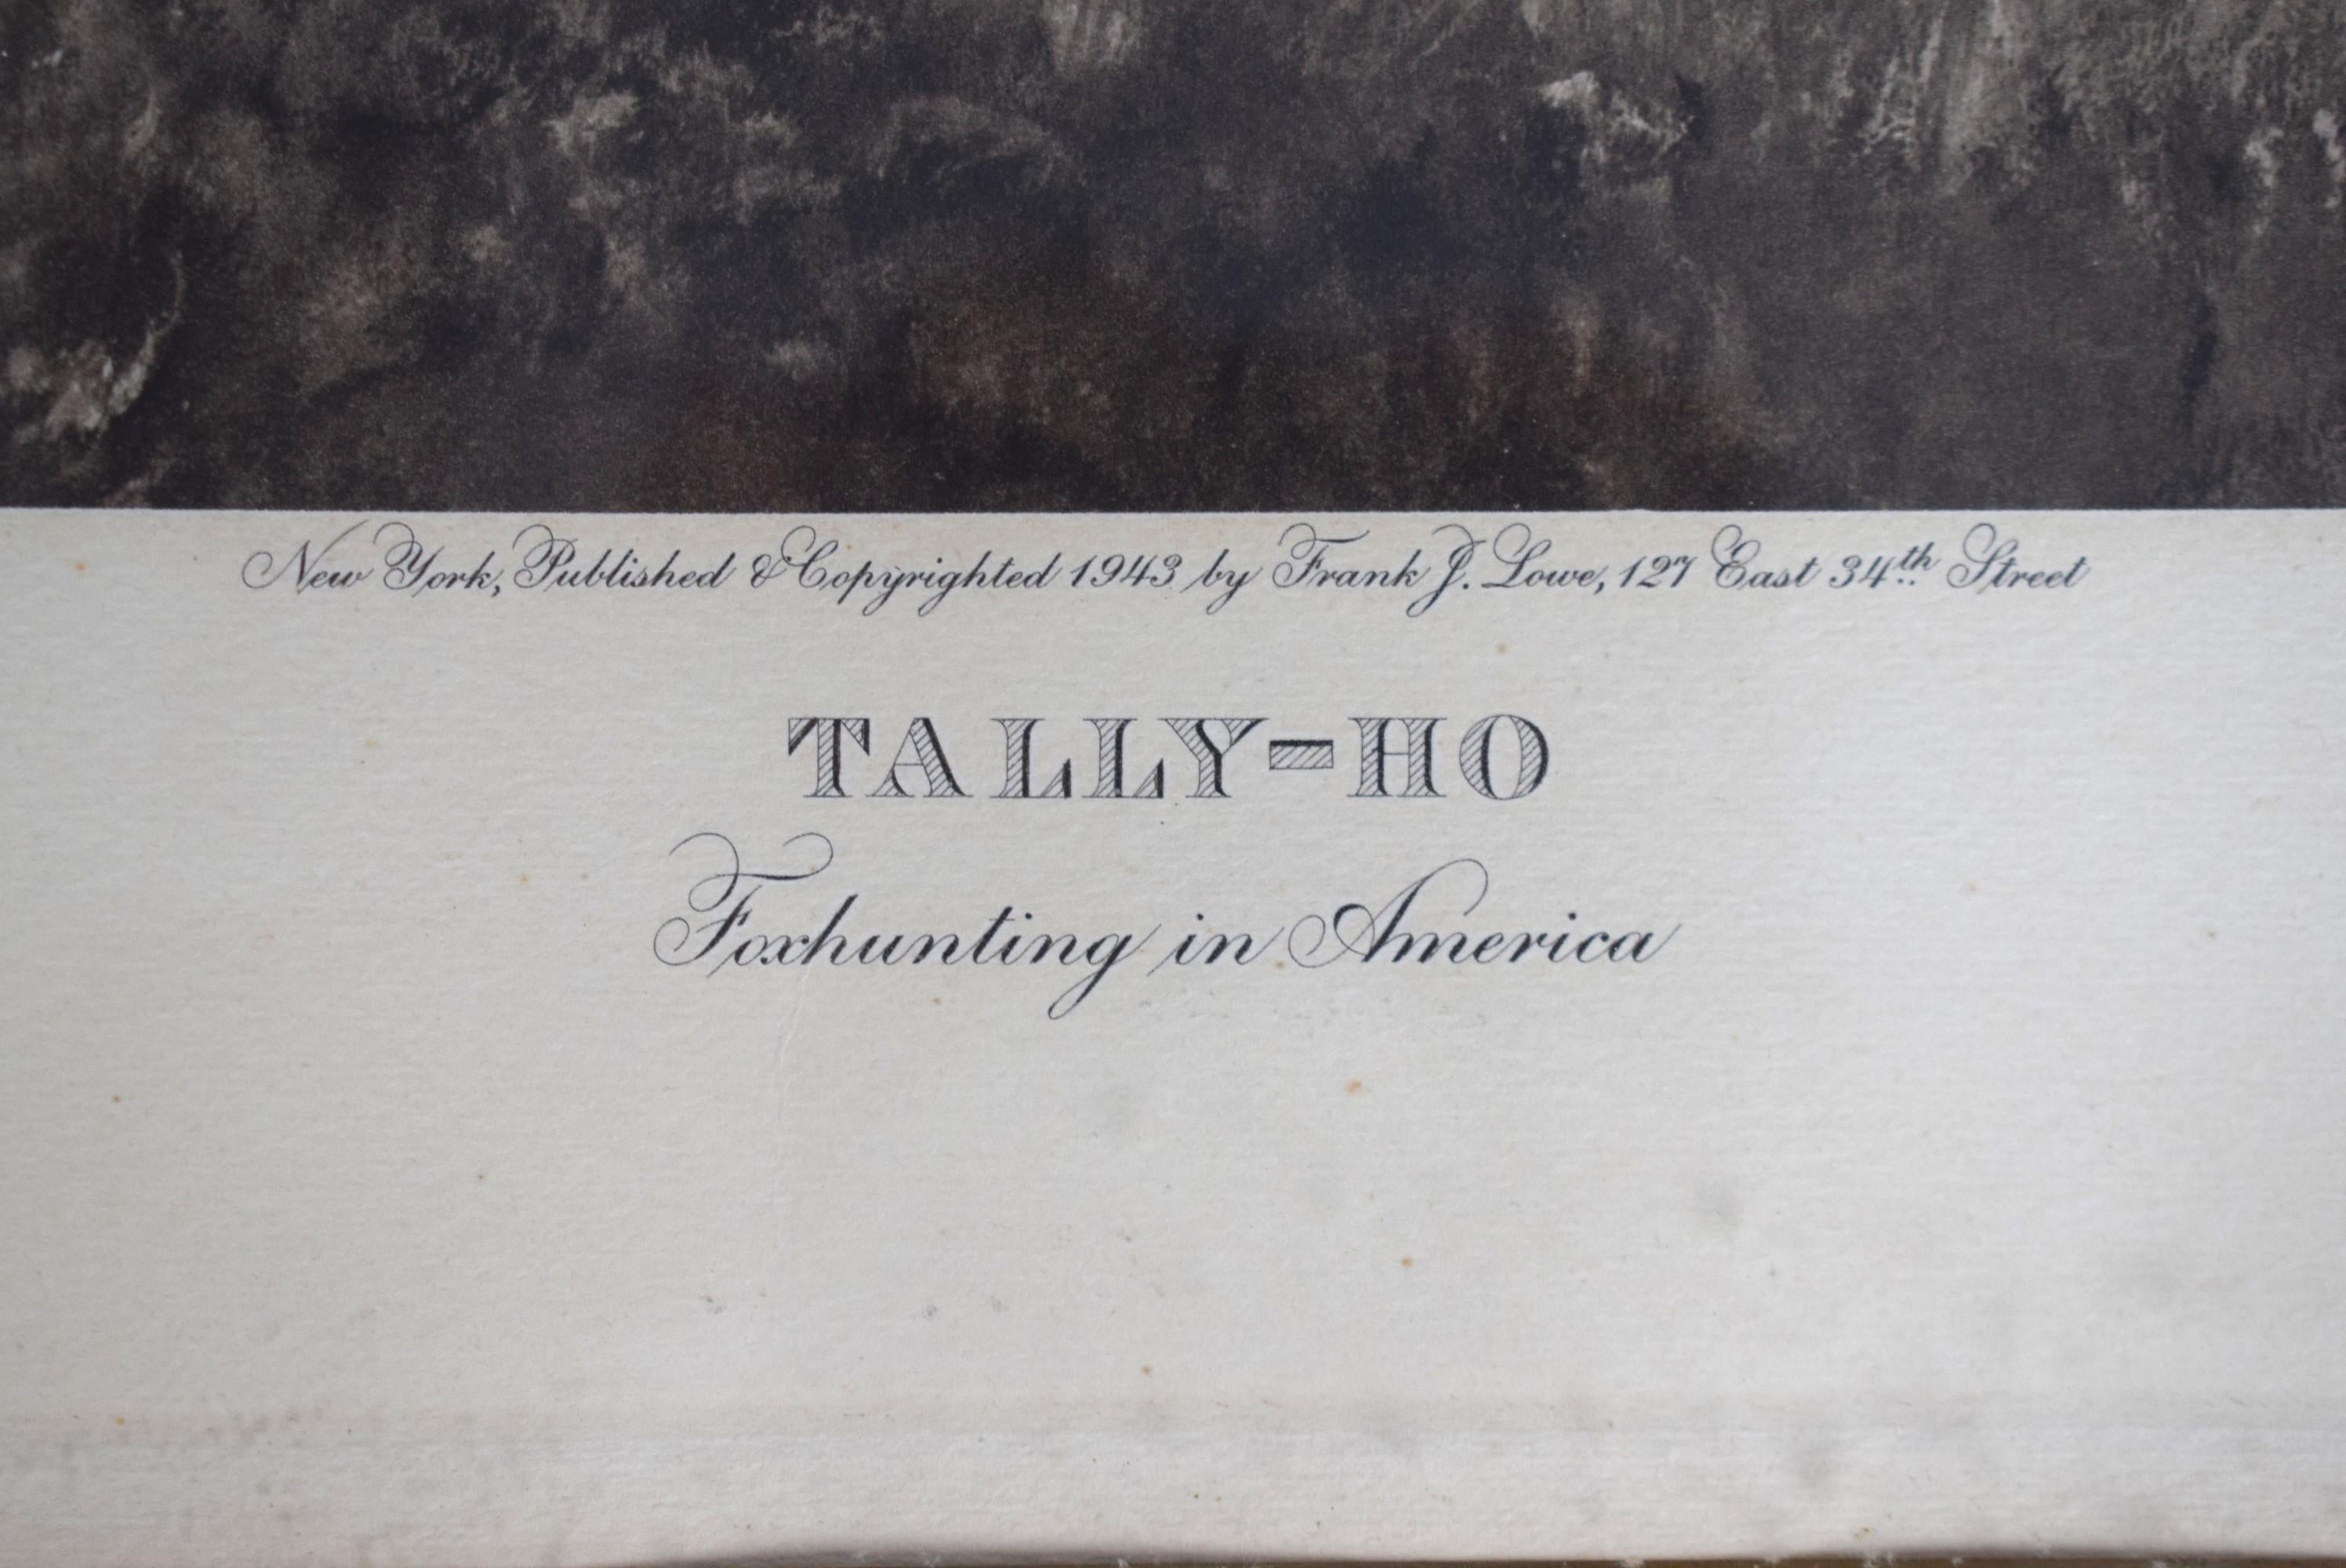 New York, Published & Copyrighted 1943 by Frank J. Lowe, 127 East 34th Street
TALLY-HO
Foxhunting in America